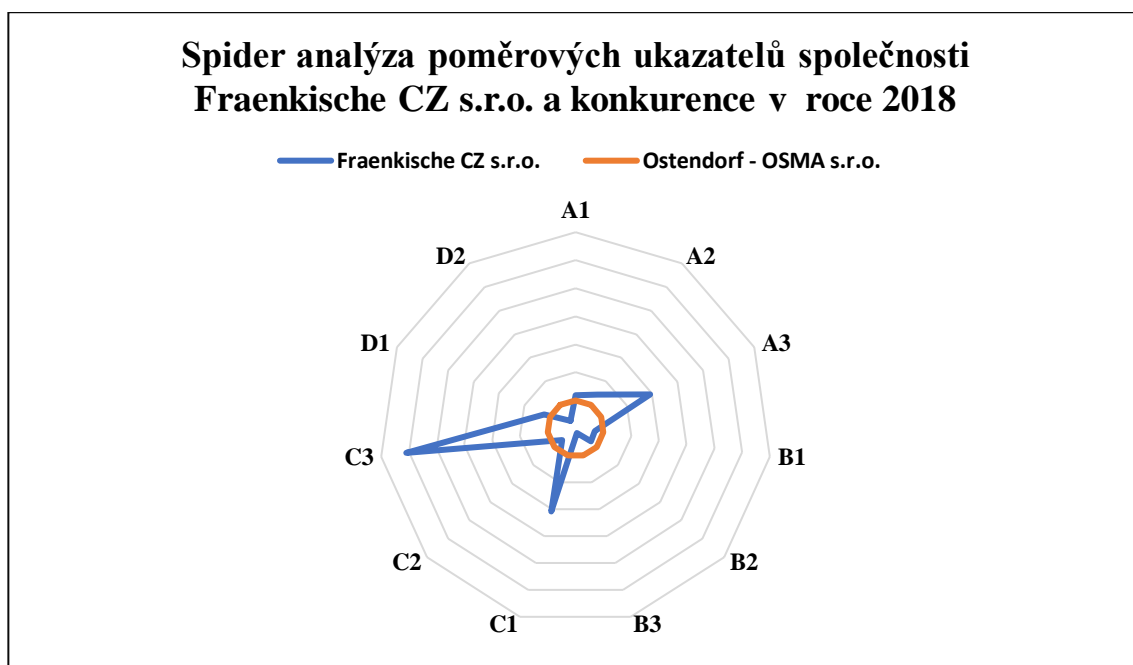 Spider analýza poměrových ukazatelů společnosti
Fraenkische CZ s.r.o. a konkurence v roce 2018
Fraenkische CZ s.r.o. Ostendorf - OSMA s.r.o.
A1
D2 A2
D1 A3
C3 B1
C2 B2
C1 B3